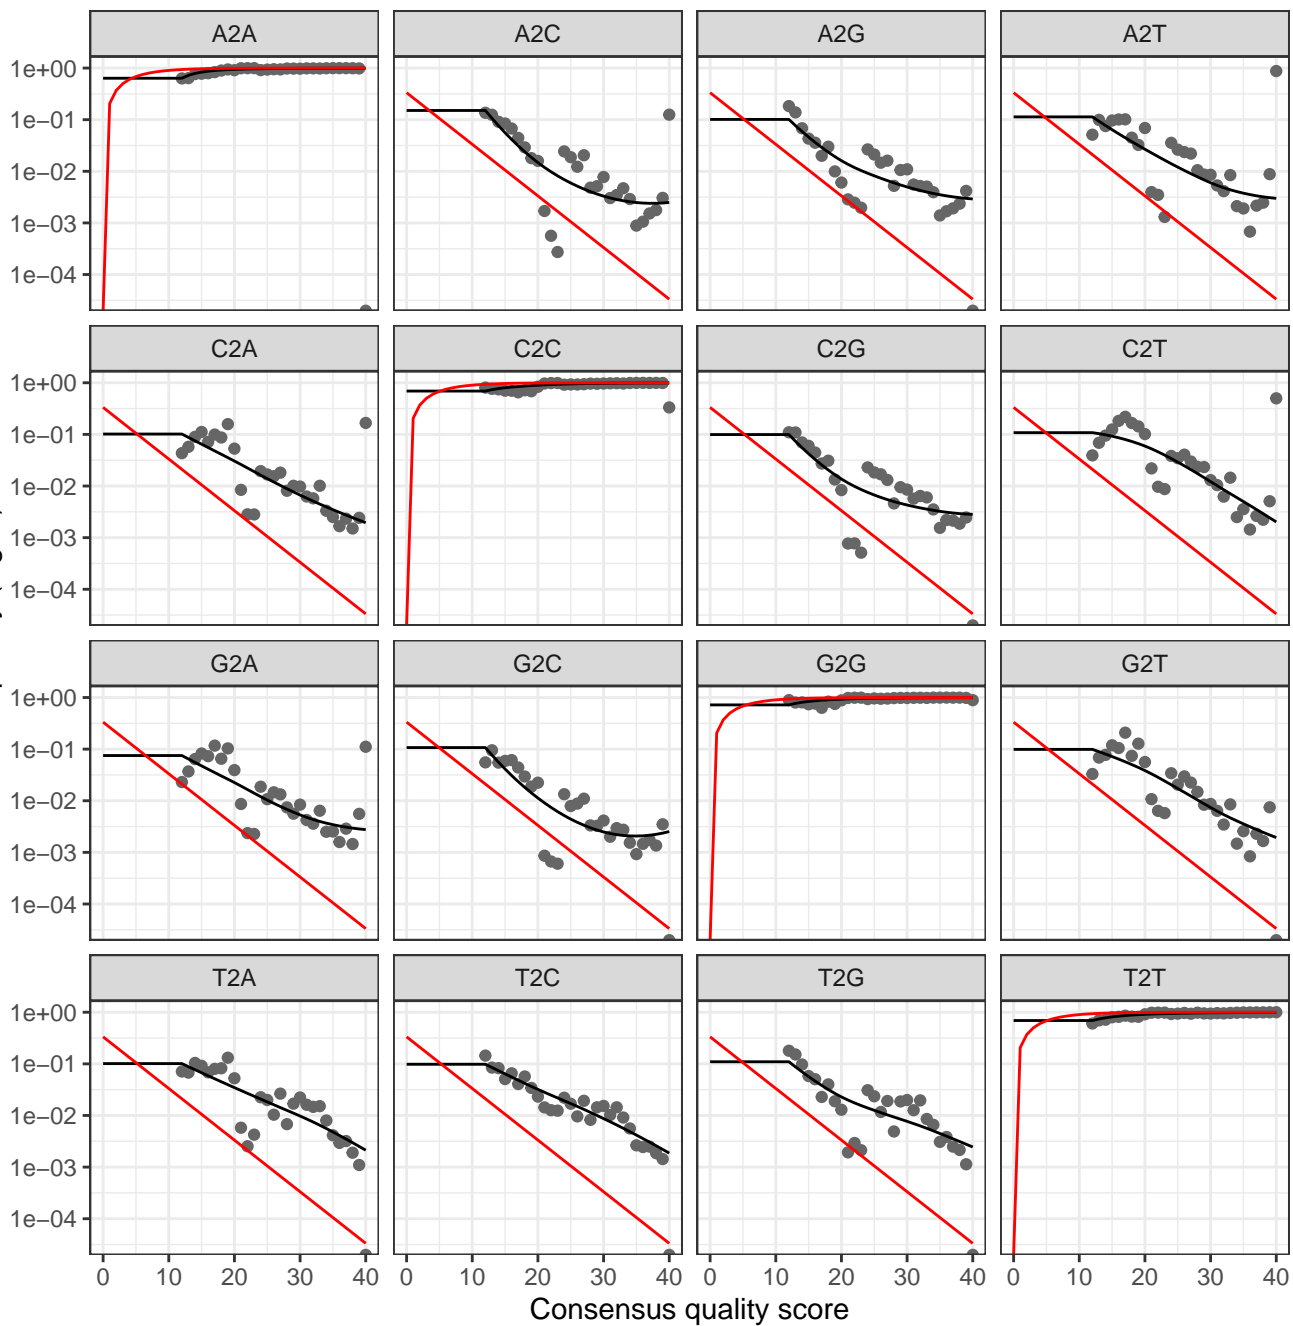 A2A A2C A2G A2T
1e+00
1e−01
1e−02
1e−03
1e−04
C2A C2C C2G C2T
1e+00
1e−01
1e−02
1e−03
1e−04
G2A G2C G2G G2T
1e+00
1e−01
1e−02
1e−03
1e−04
T2A T2C T2G T2T
1e+00
1e−01
1e−02
1e−03
1e−04
0 10 20 30 40 0 10 20 30 40 0 10 20 30 40 0 10 20 30 40
Consensus quality score